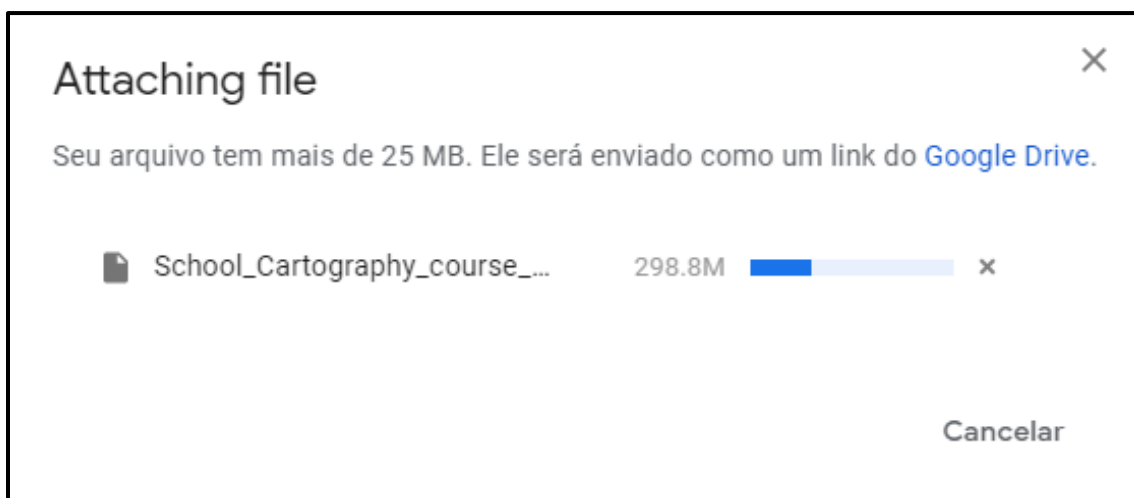 Attaching file
Seu arquivo tem mais de 25 MB. Ele será enviado como um link do Google Drive.
School_Cartography_course_... 298.8M
Cancelar